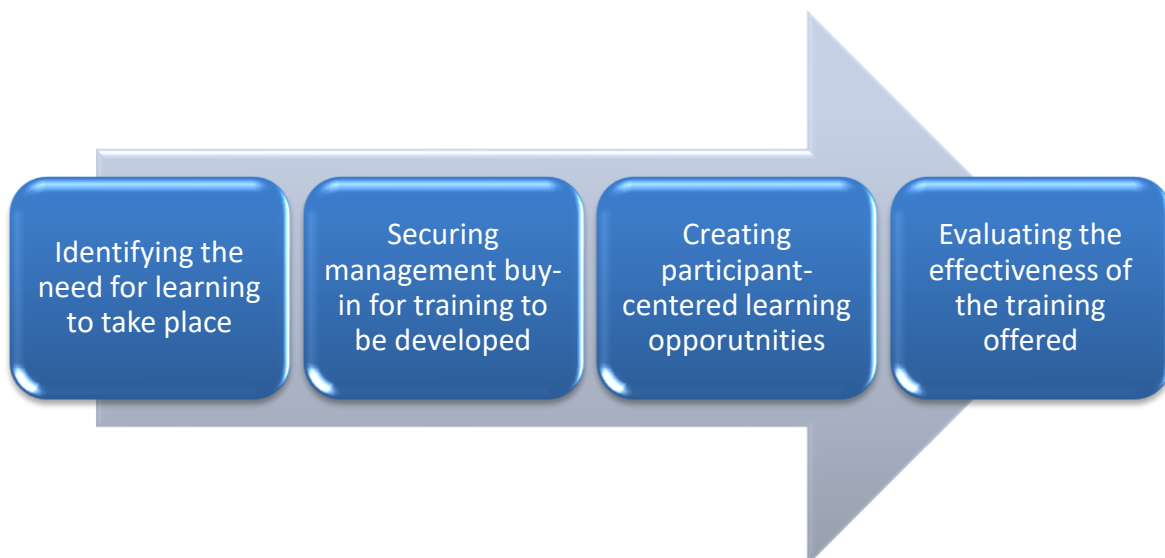 Identifying the
need for learning
to take place
Securing
management buy-
in for training to
be developed
Creating
participant-
centered learning
opporutnities
Evaluating the
effectiveness of
the training
offered